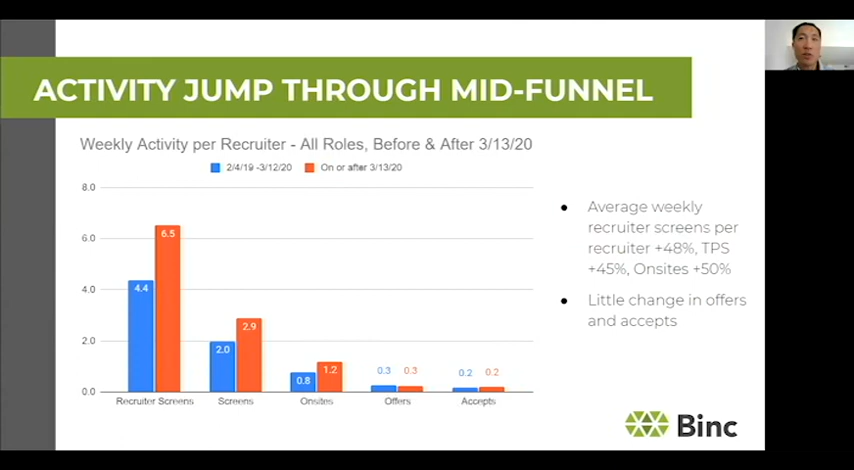 ACTIVITY JUMP THROUGH MID-FUNNEL
Weekly Activity per Recruiter - All Roles, Before & After 3/13/20
2/4/19 -3/12/20 On or after 3/13/20
8.0
6.0
4.0
2.0
0.0
4.4
6.5
2.0
2.9
0.8
1.2
0.3
0.3
0.2
0.2
Recruiter Screens Screens Onsites Offers Accepts
● Average weekly
recruiter screens per
recruiter +48%, TPS
+45%, Onsites +50%
● Little change in offers
and accepts
Binc